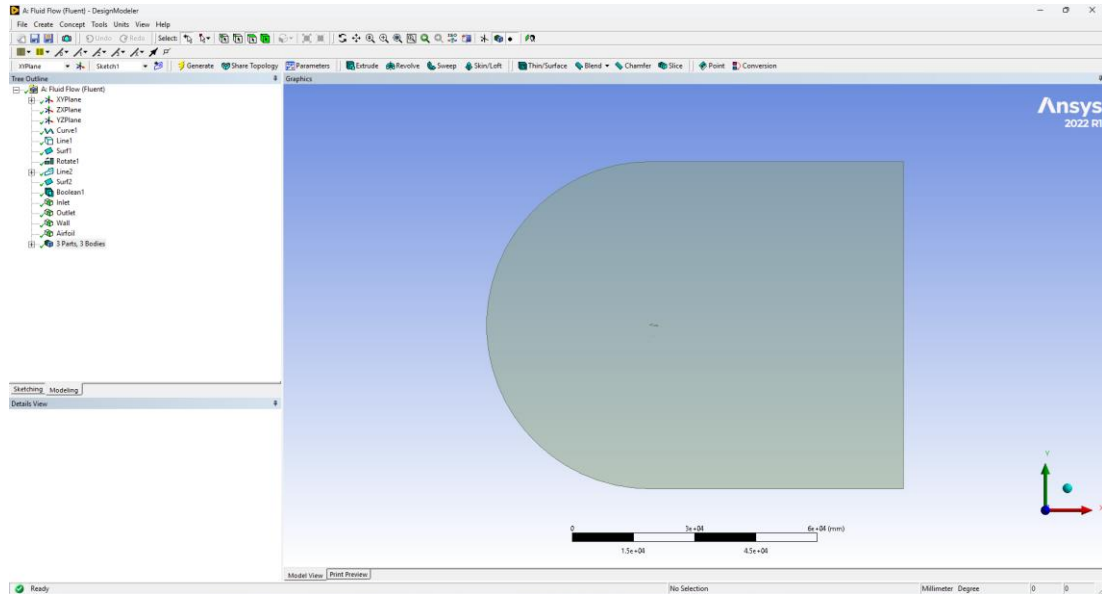 A: Fluid Flow (Fluent) - DesignModeler
File Create Concept Tools Units View Help
Undo Redo Select:
XYPlane Sketch1 Generate Share Topology Parameters Extrude Revolve Sweep Skin/Loft Thin/Surface Blend Chamfer Slice Point Conversion
Tree Outline
A: Fluid Flow (Fluent)
XYPlane
ZXPlane
YZPlane
Curve1
Line1
Surf1
Rotate1
Line2
Surf2
Boolean1
Inlet
Outlet
Wall
Airfoil
3 Parts, 3 Bodies
Sketching Modeling
Details View
Graphics
Ansys
2022 R1
Y
X
0 3e+04 6e+04 (mm)
1.5e+04 4.5e+04
Model View Print Preview
Ready No Selection Millimeter Degree 0 0